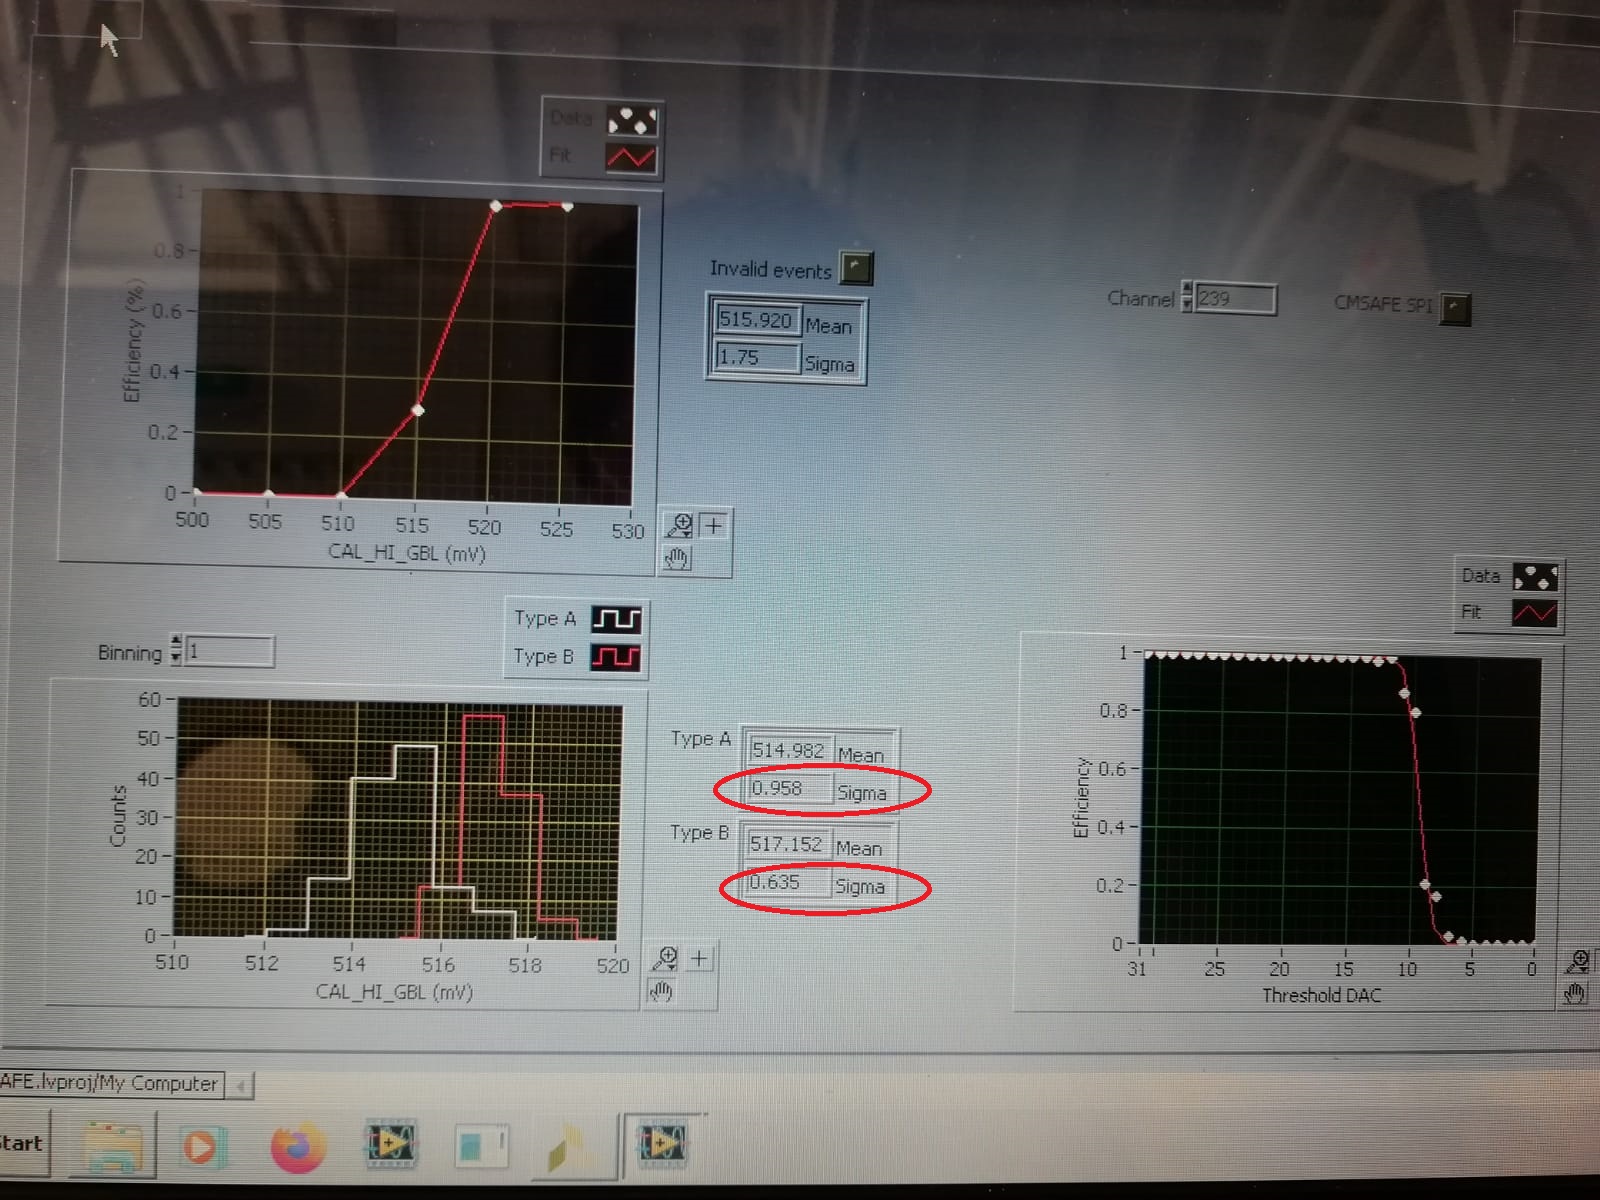 Data
Fit
1
0.8
0.6
0.4
0.2
0
Efficiency (%)
500 505 510 515 520 525 530
CAL_HI_GBL (mV)
Invalid events
515.920 Mean
1.75 Sigma
Channel 239
CMSAFE SPI
Binning 1
Type A
Type B
60
50
40
30
20
10
0
Counts
510 512 514 516 518 520
CAL_HI_GBL (mV)
Type A
514.982 Mean
0.958 Sigma
Type B
517.152 Mean
0.635 Sigma
Data
Fit
1
0.8
0.6
0.4
0.2
0
Efficiency
31 25 20 15 10 5 0
Threshold DAC
AFE.lvproj/My Computer
tart